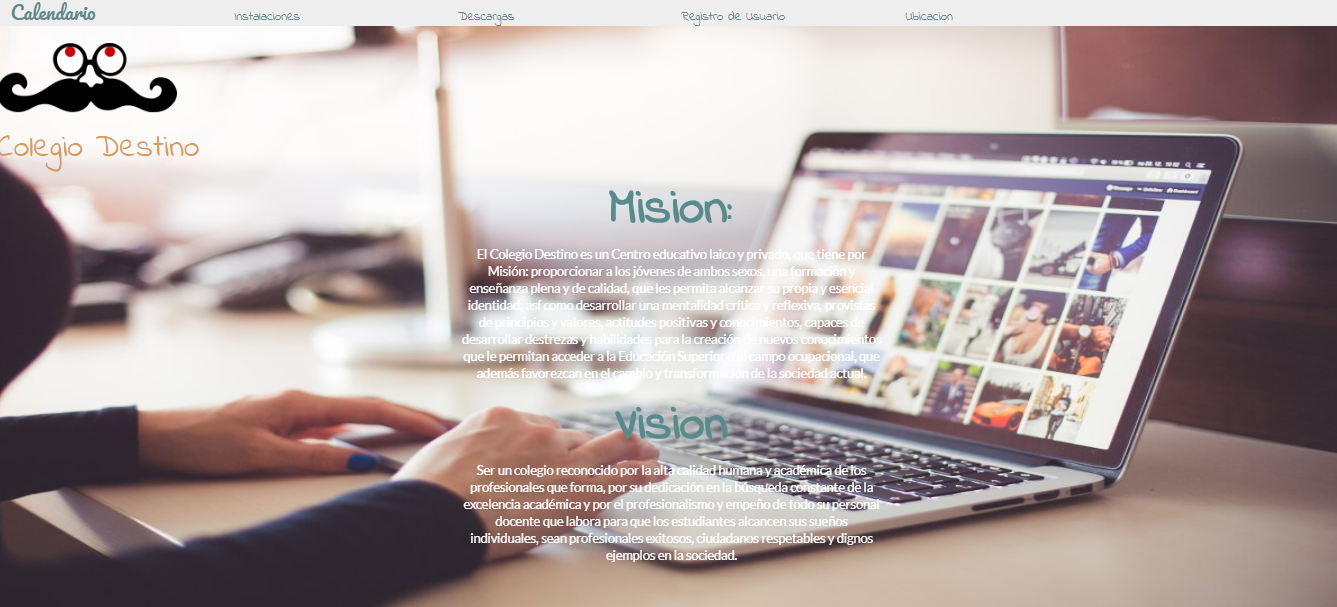 Calendario
Instalaciones
Descargas
Registro de Usuario
Ubicacion
Colegio Destino
Mision:
El Colegio Destino es un Centro educativo laico y privado, que tiene por
Misión: proporcionar a los jóvenes de ambos sexos, una formación y
enseñanza plena y de calidad, que les permita alcanzar su propia y esencial
identidad; así como desarrollar una mentalidad crítica y reflexiva, provistas
de principios y valores, actitudes positivas y conocimientos, capaces de
desarrollar destrezas y habilidades para la creación de nuevos conocimientos
que le permitan acceder a la Educación Superior o al campo ocupacional, que
además favorezcan en el cambio y transformación de la sociedad actual.
Vision
Ser un colegio reconocido por la alta calidad humana y académica de los
profesionales que forma, por su dedicación en la búsqueda constante de la
excelencia académica y por el profesionalismo y empeño de todo su personal
docente que labora para que los estudiantes alcancen sus sueños
individuales, sean profesionales exitosos, ciudadanos respetables y dignos
ejemplos en la sociedad.